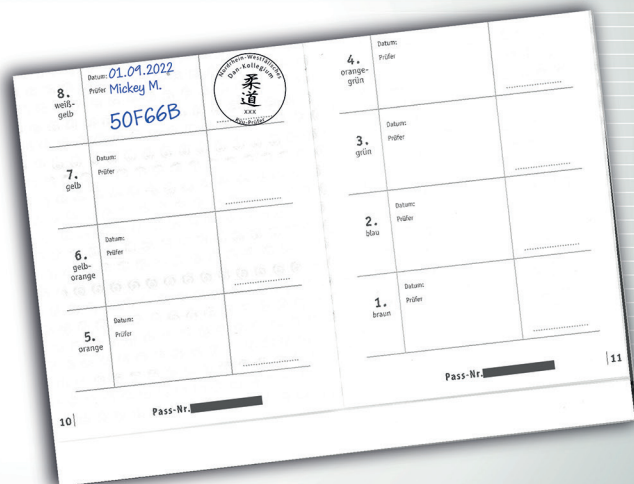 8.
weiß-
gelb
Datum: 01.09.2022
Prüfer Mickey M.
50F66B
Nordrhein-Westfälisches
Dan-Kollegium
柔
道
xxx
Kyu-Prüfer
7.
gelb
Datum:
Prüfer
6.
gelb-
orange
Datum:
Prüfer
5.
orange
Datum:
Prüfer
10
Pass-Nr.
4.
orange-
grün
Datum:
Prüfer
3.
grün
Datum:
Prüfer
2.
blau
Datum:
Prüfer
1.
braun
Datum:
Prüfer
Pass-Nr.
11